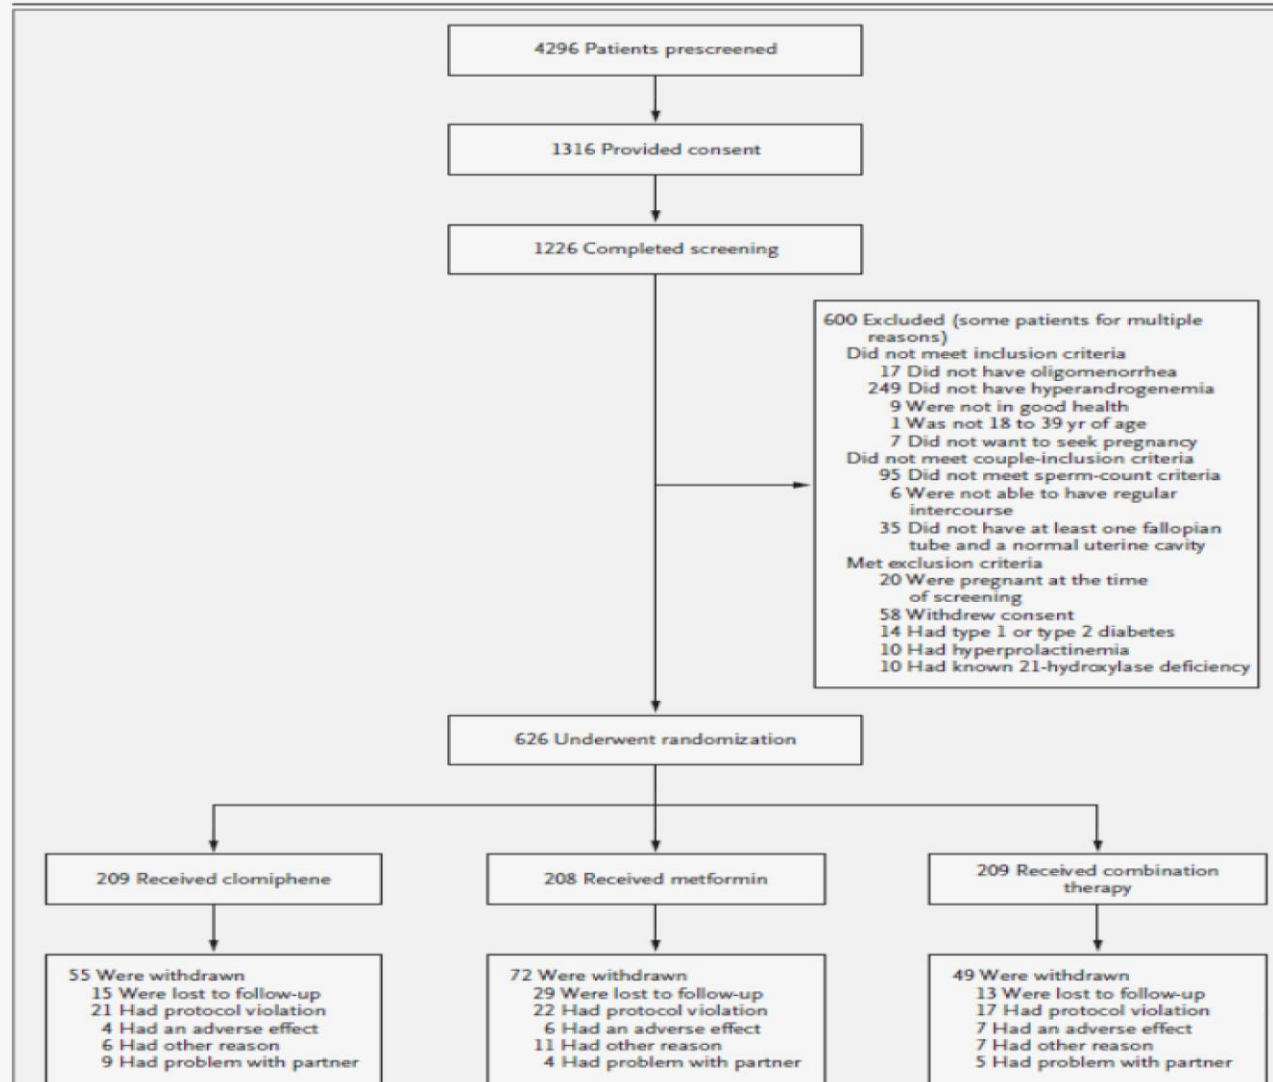 4296 Patients prescreened
1316 Provided consent
1226 Completed screening
600 Excluded (some patients for multiple
reasons)
Did not meet inclusion criteria
17 Did not have oligomenorrhea
249 Did not have hyperandrogenemia
9 Were not in good health
1 Was not 18 to 39 yr of age
7 Did not want to seek pregnancy
Did not meet couple-inclusion criteria
95 Did not meet sperm-count criteria
6 Were not able to have regular
intercourse
35 Did not have at least one fallopian
tube and a normal uterine cavity
Met exclusion criteria
20 Were pregnant at the time
of screening
58 Withdrew consent
14 Had type 1 or type 2 diabetes
10 Had hyperprolactinemia
10 Had known 21-hydroxylase deficiency
626 Underwent randomization
209 Received clomiphene
208 Received metformin
209 Received combination
therapy
55 Were withdrawn
15 Were lost to follow-up
21 Had protocol violation
4 Had an adverse effect
6 Had other reason
9 Had problem with partner
72 Were withdrawn
29 Were lost to follow-up
22 Had protocol violation
6 Had an adverse effect
11 Had other reason
4 Had problem with partner
49 Were withdrawn
13 Were lost to follow-up
17 Had protocol violation
7 Had an adverse effect
7 Had other reason
5 Had problem with partner